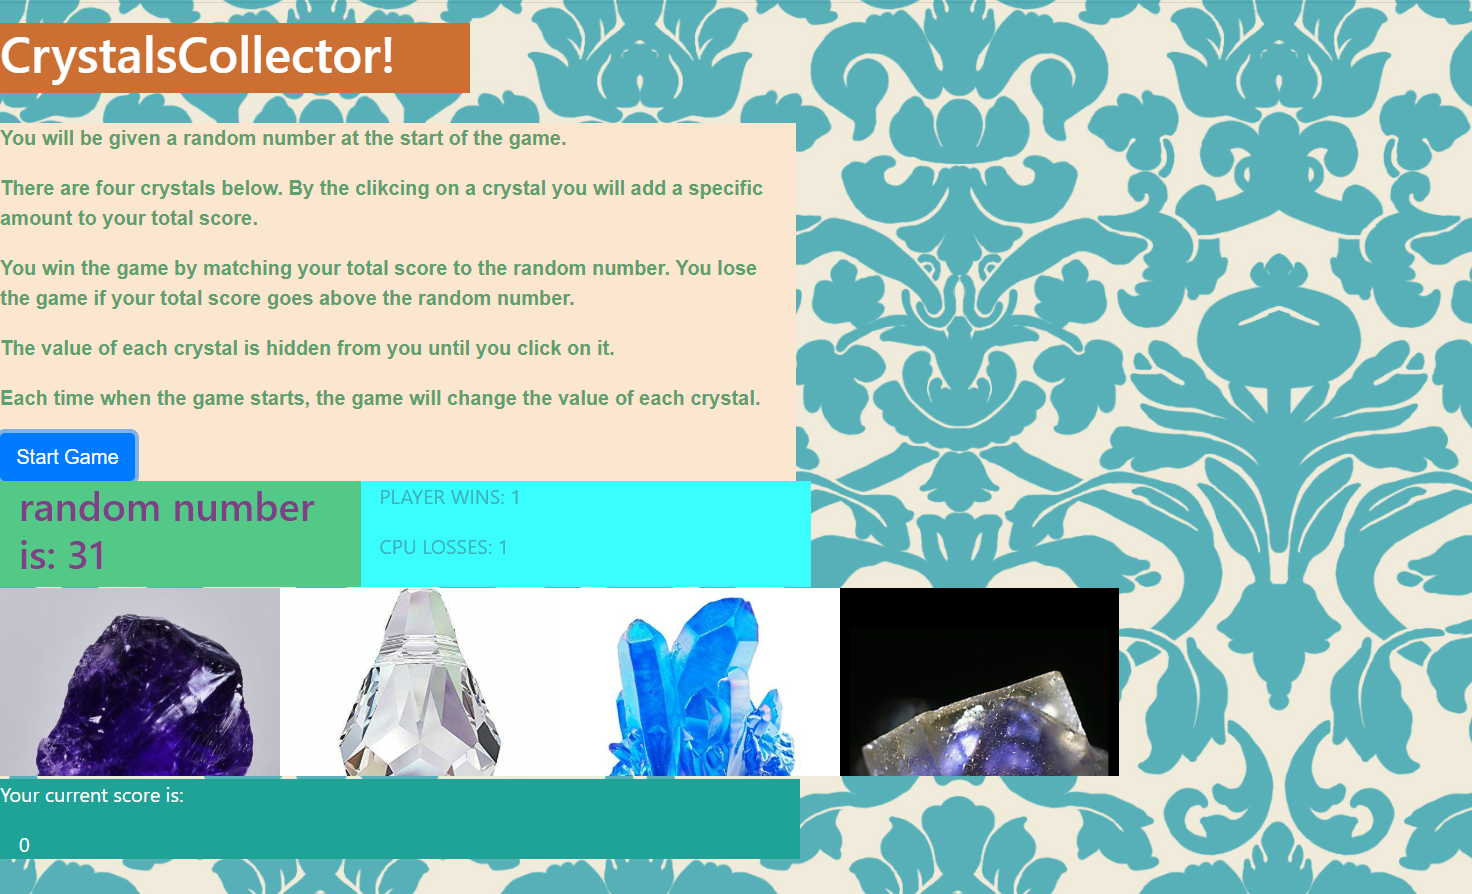 CrystalsCollector!
You will be given a random number at the start of the game.
There are four crystals below. By the clikcing on a crystal you will add a specific
amount to your total score.
You win the game by matching your total score to the random number. You lose
the game if your total score goes above the random number.
The value of each crystal is hidden from you until you click on it.
Each time when the game starts, the game will change the value of each crystal.
Start Game
random number
is: 31
PLAYER WINS: 1
CPU LOSSES: 1
Your current score is:
0